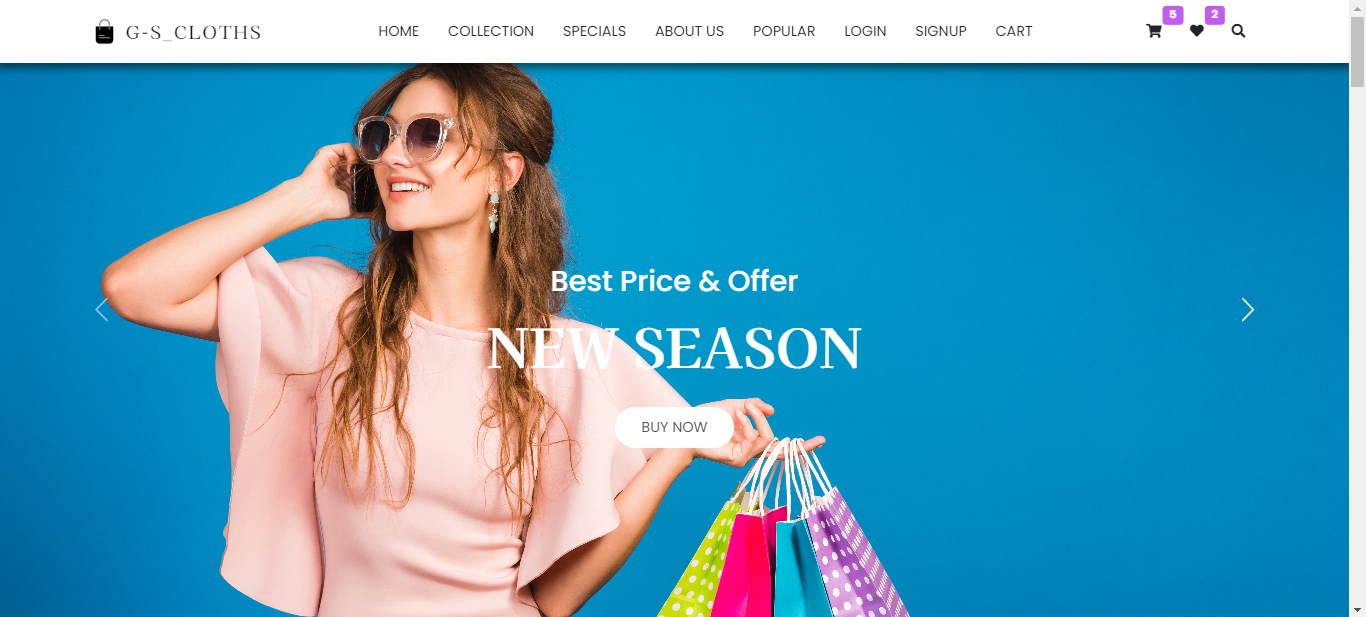 G-S_CLOTHS
HOME COLLECTION SPECIALS ABOUT US POPULAR LOGIN SIGNUP CART
5 2
Best Price & Offer
NEW SEASON
BUY NOW